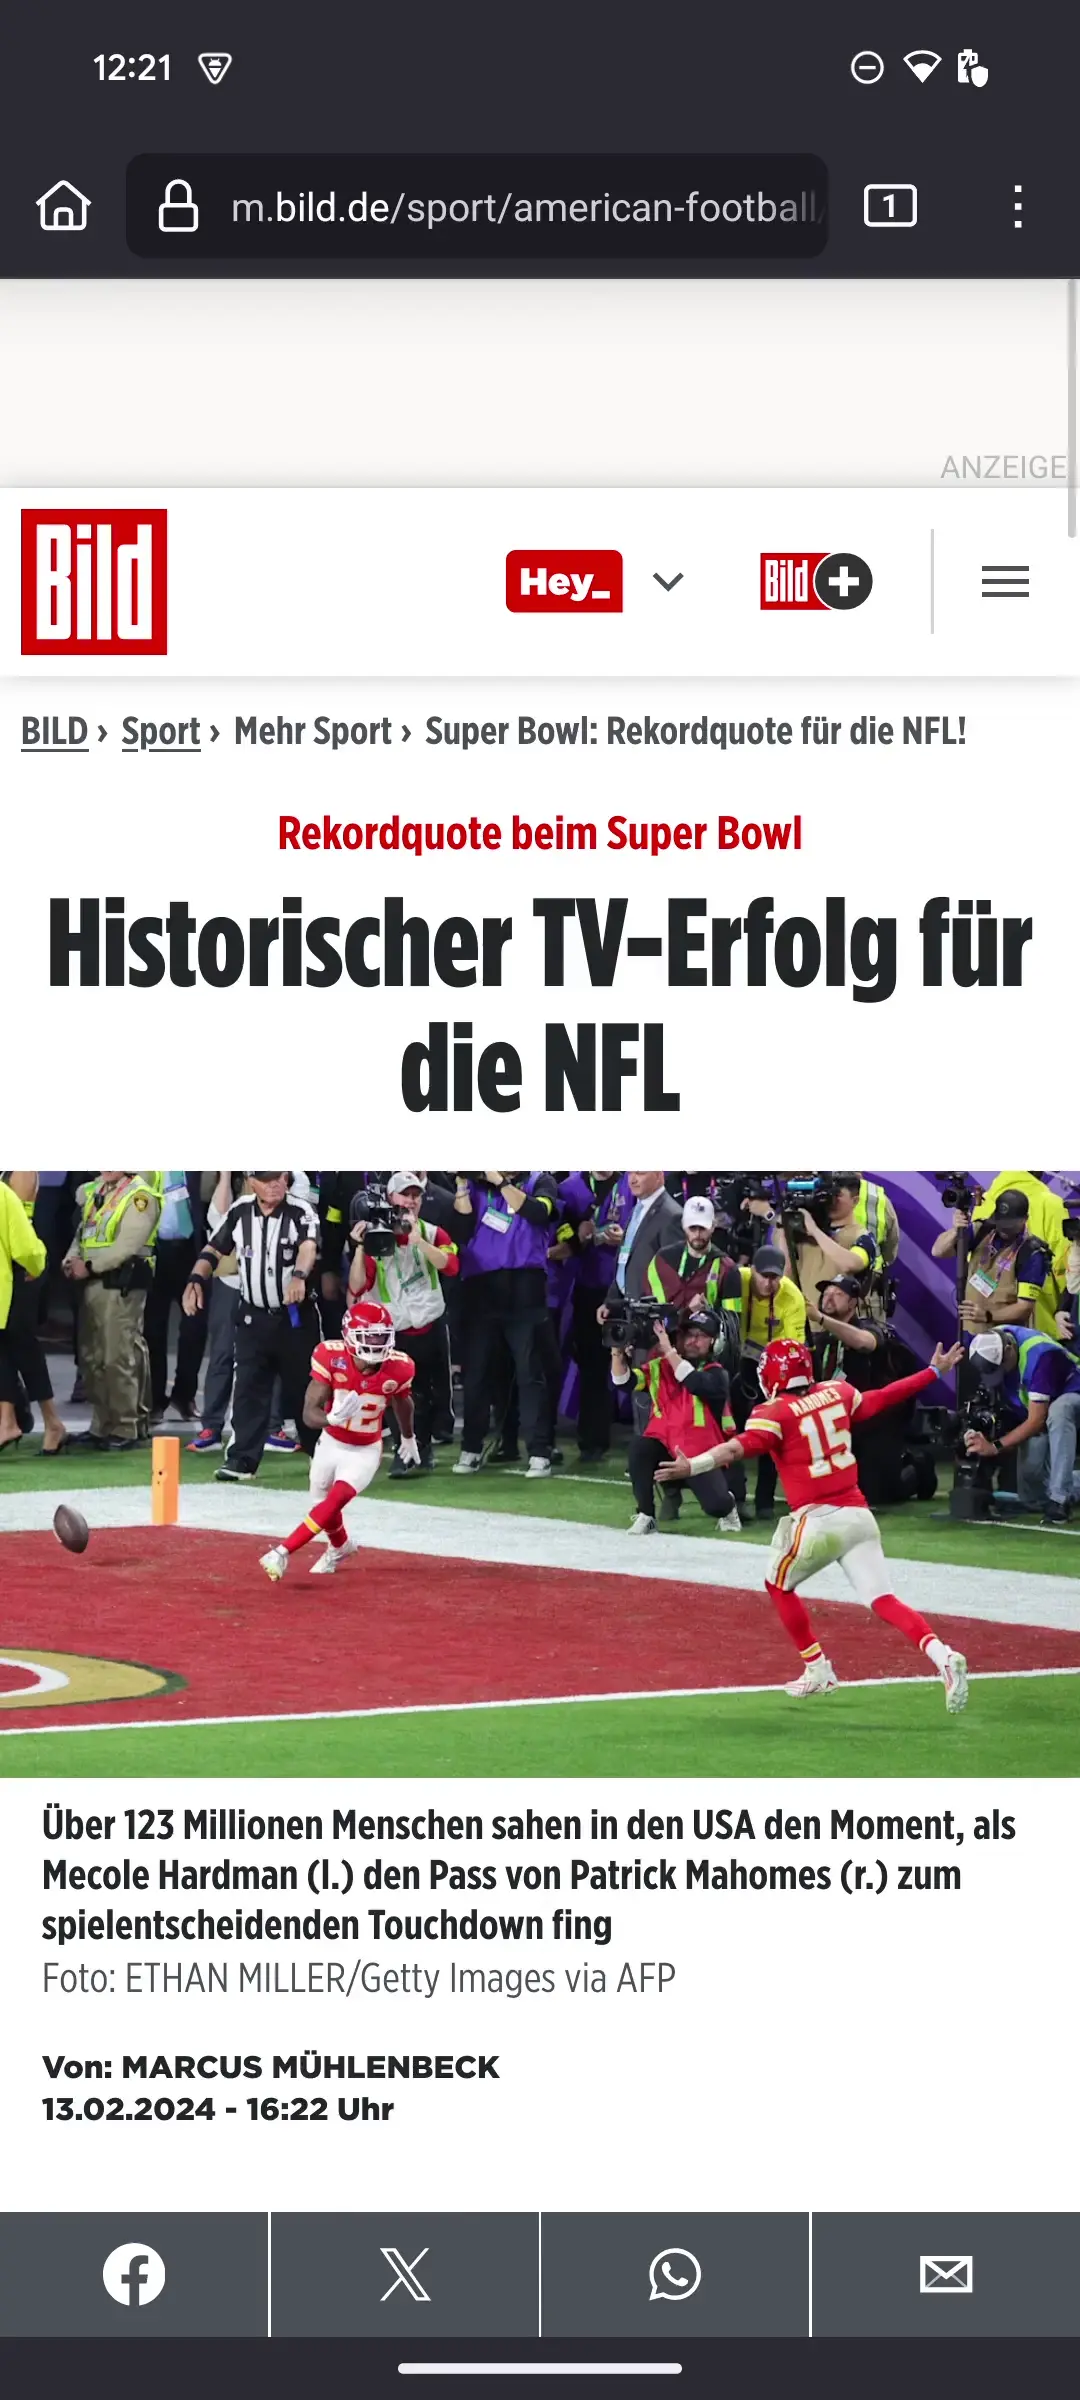 12:21
m.bild.de/sport/american-football/
1
ANZEIGE
Bild
Hey_
Bild
BILD › Sport › Mehr Sport › Super Bowl: Rekordquote für die NFL!
Rekordquote beim Super Bowl
Historischer TV-Erfolg für
die NFL
12
MAHOMES
15
Über 123 Millionen Menschen sahen in den USA den Moment, als
Mecole Hardman (l.) den Pass von Patrick Mahomes (r.) zum
spielentscheidenden Touchdown fing
Foto: ETHAN MILLER/Getty Images via AFP
Von: MARCUS MÜHLENBECK
13.02.2024 - 16:22 Uhr